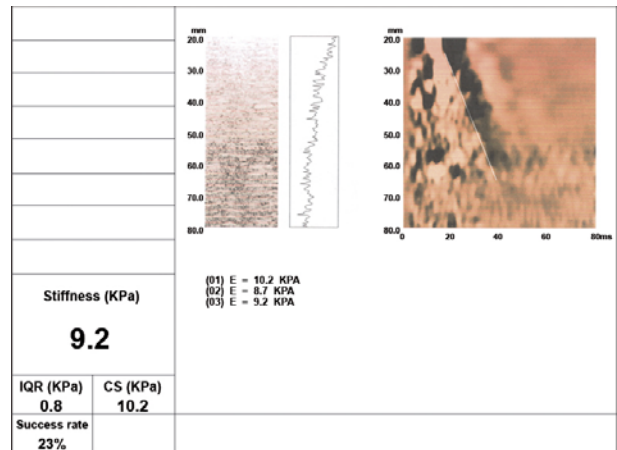 mm
20.0
30.0
40.0
50.0
60.0
70.0
80.0
mm
20.0
30.0
40.0
50.0
60.0
70.0
80.0
0 20 40 60 80ms
(01) E = 10.2 KPA
(02) E = 8.7 KPA
(03) E = 9.2 KPA
Stiffness (KPa)
9.2
IQR (KPa) CS (KPa)
0.8 10.2
Success rate
23%